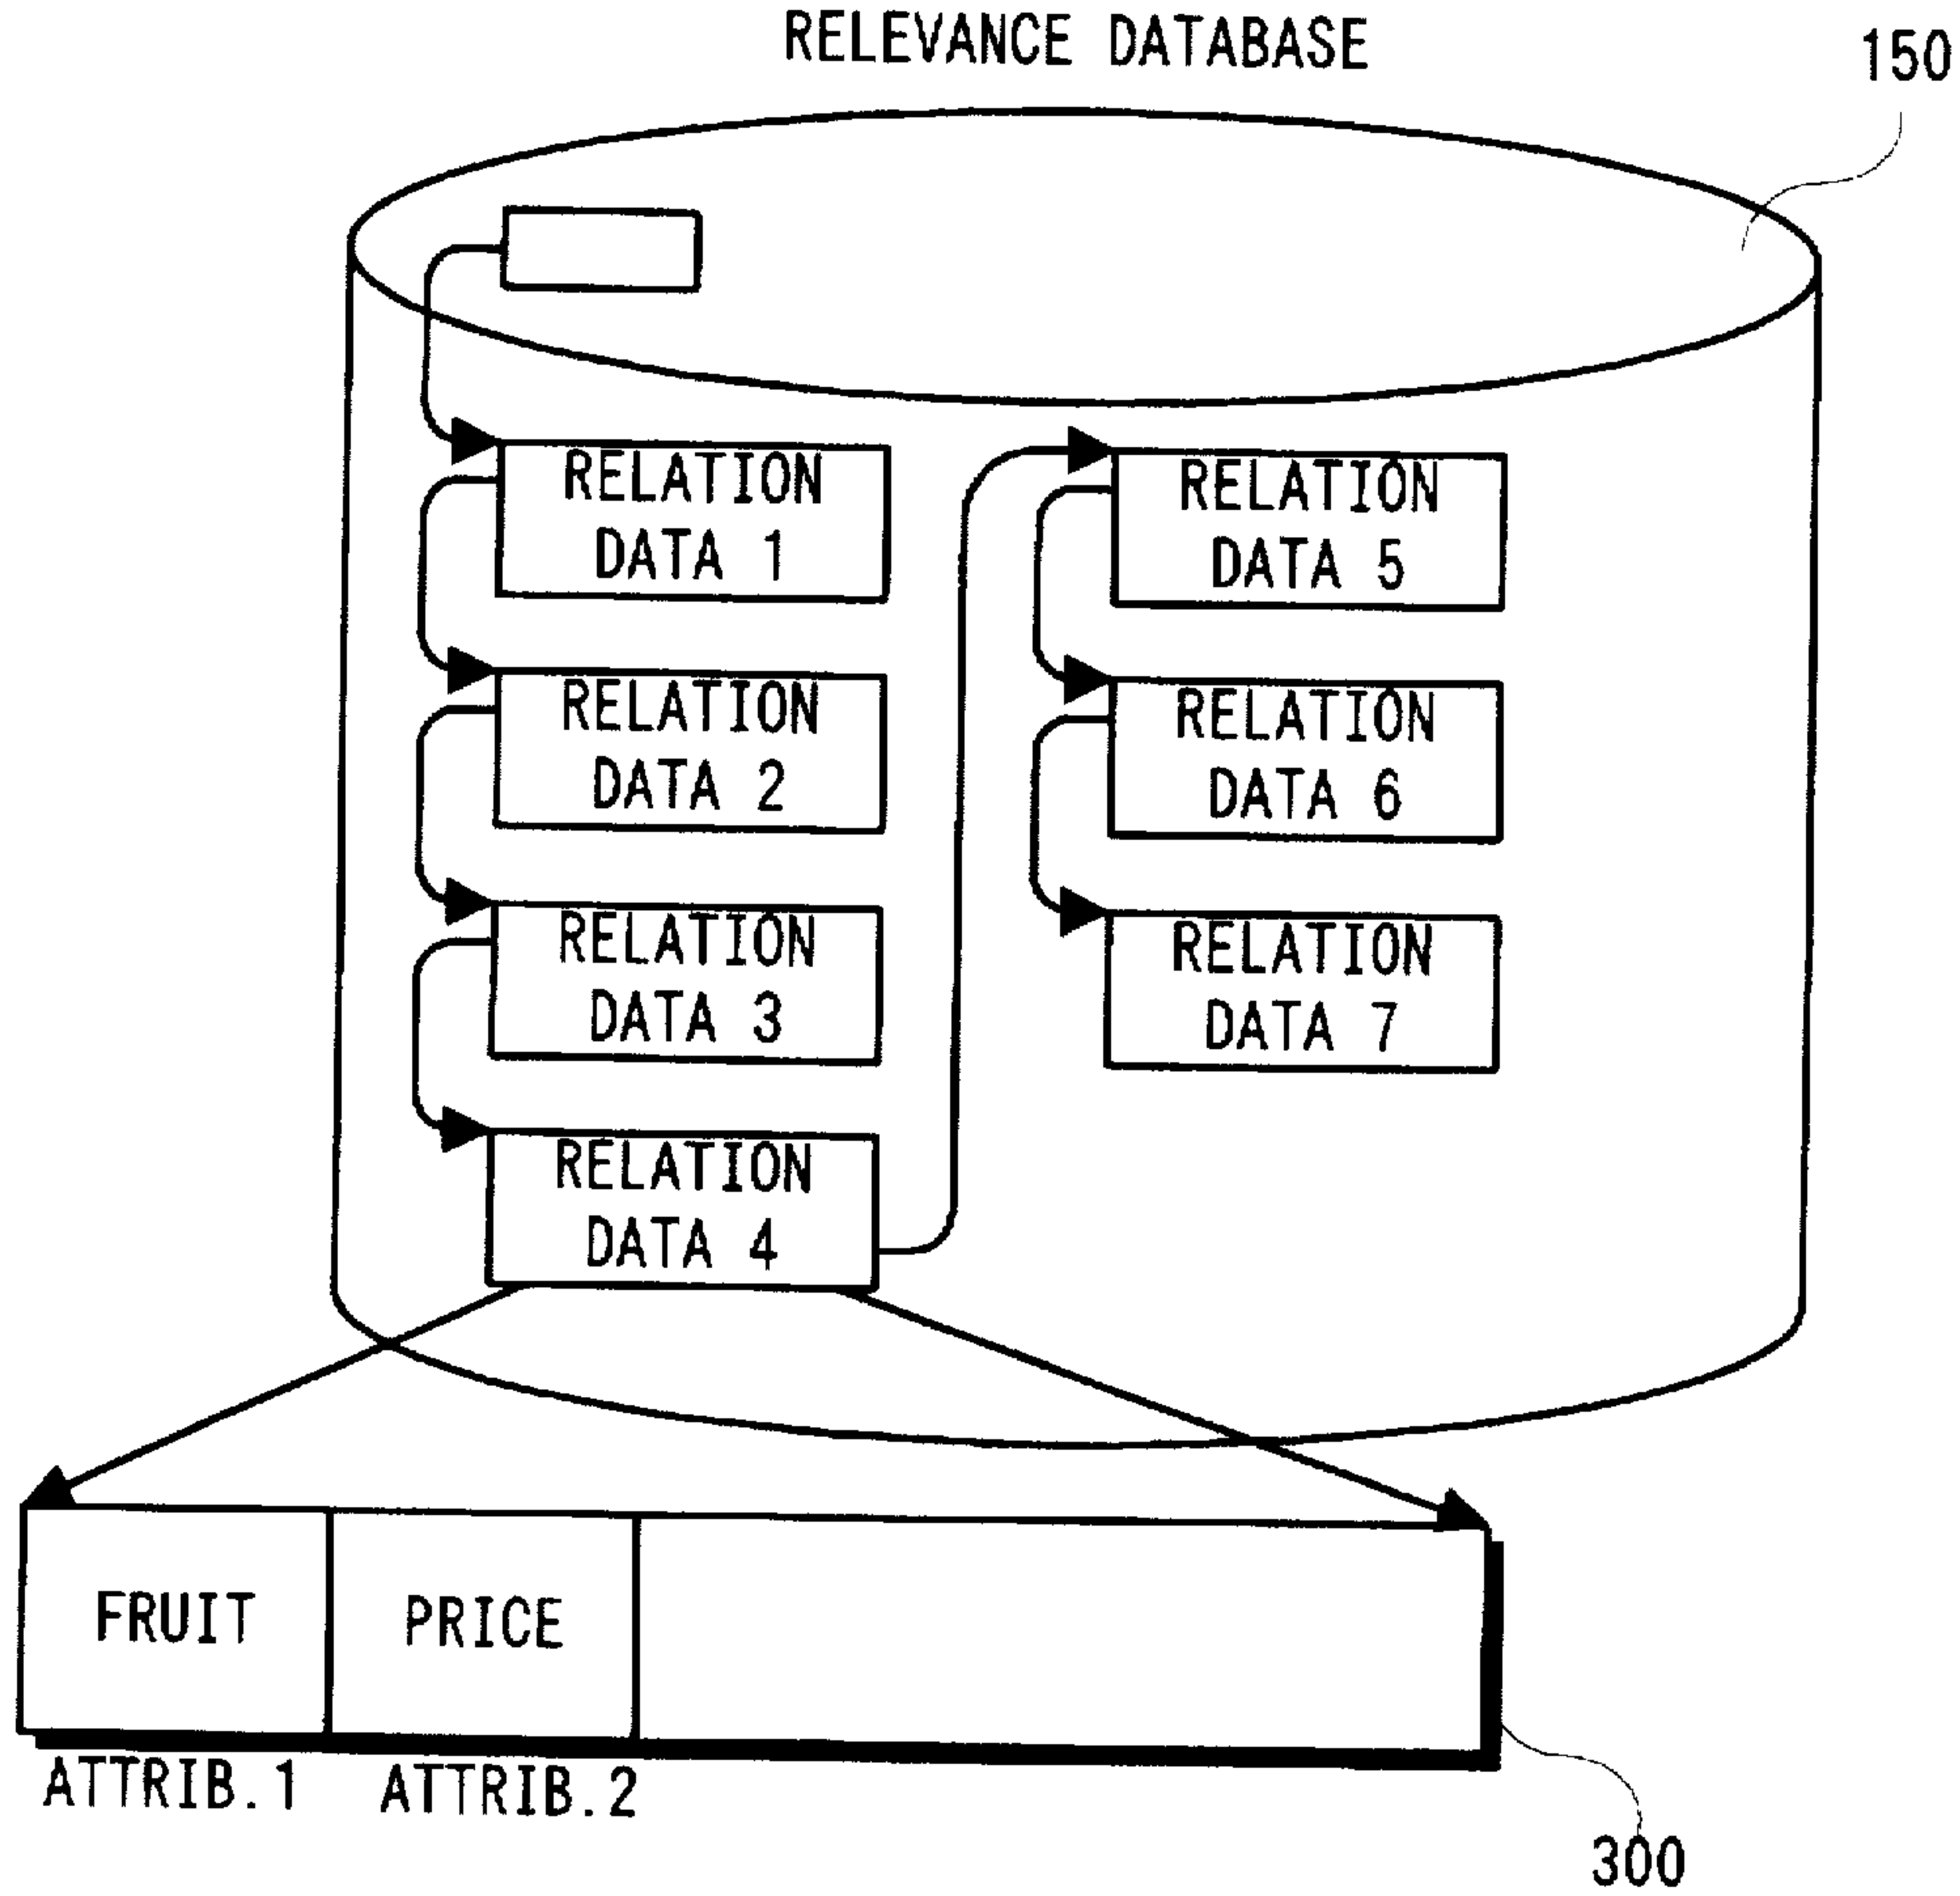 RELEVANCE DATABASE
150
RELATION
DATA 1
RELATION
DATA 2
RELATION
DATA 3
RELATION
DATA 4
RELATION
DATA 5
RELATION
DATA 6
RELATION
DATA 7
FRUIT
PRICE
ATTRIB.1
ATTRIB.2
300